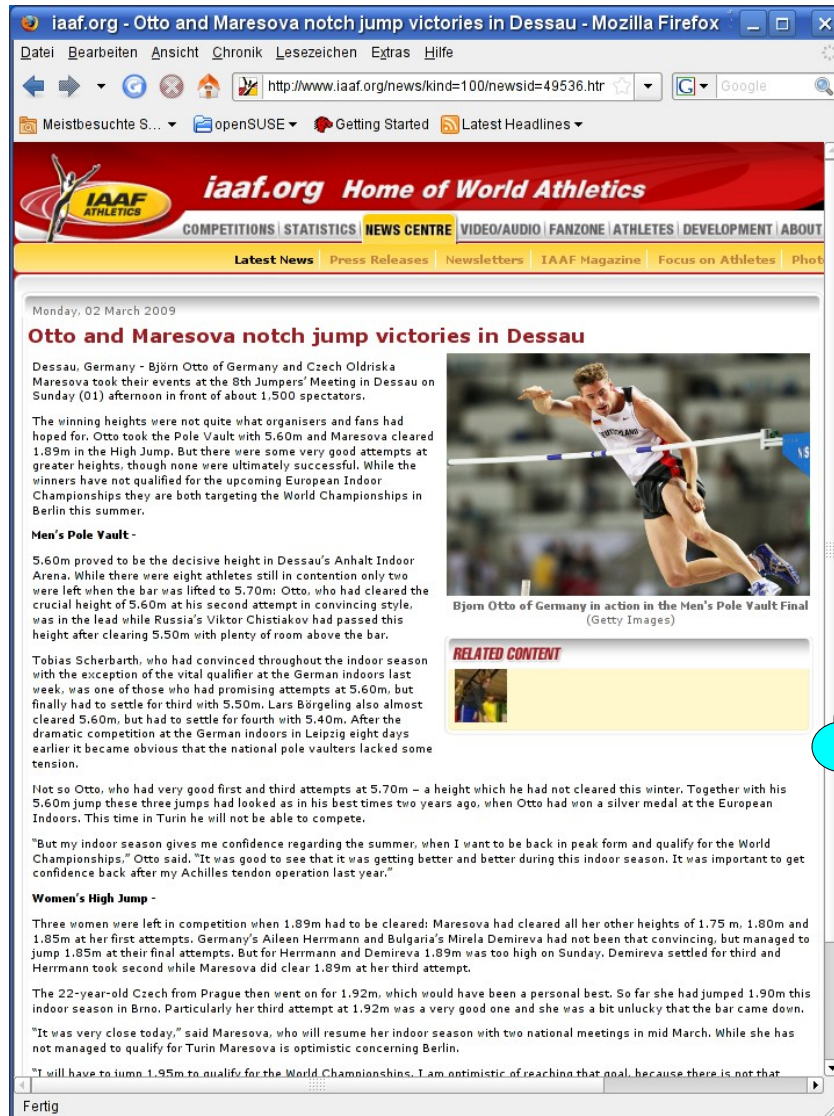 iaaf.org - Otto and Maresova notch jump victories in Dessau - Mozilla Firefox
Datei Bearbeiten Ansicht Chronik Lesezeichen Extras Hilfe
http://www.iaaf.org/news/kind=100/newsid=49536.htr
G Google
Meistbesuchte S... openSUSE Getting Started Latest Headlines
IAAF
ATHLETICS
iaaf.org Home of World Athletics
COMPETITIONS STATISTICS NEWS CENTRE VIDEO/AUDIO FANZONE ATHLETES DEVELOPMENT ABOUT
Latest News Press Releases Newsletters IAAF Magazine Focus on Athletes Phot
Monday, 02 March 2009
Otto and Maresova notch jump victories in Dessau
Dessau, Germany - Björn Otto of Germany and Czech Oldriska
Maresova took their events at the 8th Jumpers' Meeting in Dessau on
Sunday (01) afternoon in front of about 1,500 spectators.
The winning heights were not quite what organisers and fans had
hoped for. Otto took the Pole Vault with 5.60m and Maresova cleared
1.89m in the High Jump. But there were some very good attempts at
greater heights, though none were ultimately successful. While the
winners have not qualified for the upcoming European Indoor
Championships they are both targeting the World Championships in
Berlin this summer.
Men's Pole Vault -
5.60m proved to be the decisive height in Dessau's Anhalt Indoor
Arena. While there were eight athletes still in contention only two
were left when the bar was lifted to 5.70m: Otto, who had cleared the
crucial height of 5.60m at his second attempt in convincing style,
was in the lead while Russia's Viktor Chistiakov had passed this
height after clearing 5.50m with plenty of room above the bar.
Tobias Scherbarth, who had convinced throughout the indoor season
with the exception of the vital qualifier at the German indoors last
week, was one of those who had promising attempts at 5.60m, but
finally had to settle for third with 5.50m. Lars Börgeling also almost
cleared 5.60m, but had to settle for fourth with 5.40m. After the
dramatic competition at the German indoors in Leipzig eight days
earlier it became obvious that the national pole vaulters lacked some
tension.
DEUTSCHLAND
Bjorn Otto of Germany in action in the Men's Pole Vault Final
(Getty Images)
RELATED CONTENT
Not so Otto, who had very good first and third attempts at 5.70m – a height which he had not cleared this winter. Together with his
5.60m jump these three jumps had looked as in his best times two years ago, when Otto had won a silver medal at the European
Indoors. This time in Turin he will not be able to compete.
"But my indoor season gives me confidence regarding the summer, when I want to be back in peak form and qualify for the World
Championships," Otto said. "It was good to see that it was getting better and better during this indoor season. It was important to get
confidence back after my Achilles tendon operation last year."
Women's High Jump -
Three women were left in competition when 1.89m had to be cleared: Maresova had cleared all her other heights of 1.75 m, 1.80m and
1.85m at her first attempts. Germany's Aileen Herrmann and Bulgaria's Mirela Demireva had not been that convincing, but managed to
jump 1.85m at their final attempts. But for Herrmann and Demireva 1.89m was too high on Sunday. Demireva settled for third and
Herrmann took second while Maresova did clear 1.89m at her third attempt.
The 22-year-old Czech from Prague then went on for 1.92m, which would have been a personal best. So far she had jumped 1.90m this
indoor season in Brno. Particularly her third attempt at 1.92m was a very good one and she was a bit unlucky that the bar came down.
"It was very close today," said Maresova, who will resume her indoor season with two national meetings in mid March. While she has
not managed to qualify for Turin Maresova is optimistic concerning Berlin.
"I will have to jump 1.95m to qualify for the World Championships. I am optimistic of reaching that goal, because there is not that
Fertig